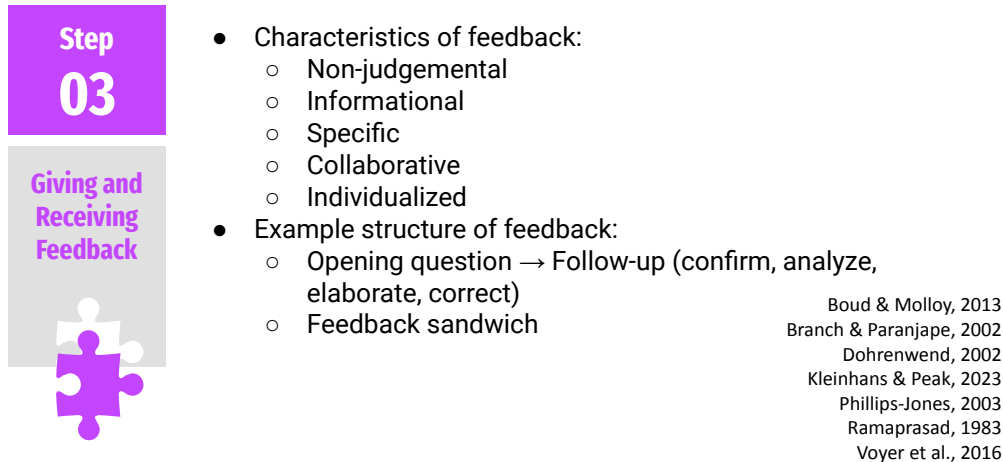 Step
03
Giving and
Receiving
Feedback
● Characteristics of feedback:
○ Non-judgemental
○ Informational
○ Specific
○ Collaborative
○ Individualized
● Example structure of feedback:
○ Opening question → Follow-up (confirm, analyze,
elaborate, correct)
○ Feedback sandwich
Boud & Molloy, 2013
Branch & Paranjape, 2002
Dohrenwend, 2002
Kleinhans & Peak, 2023
Phillips-Jones, 2003
Ramaprasad, 1983
Voyer et al., 2016